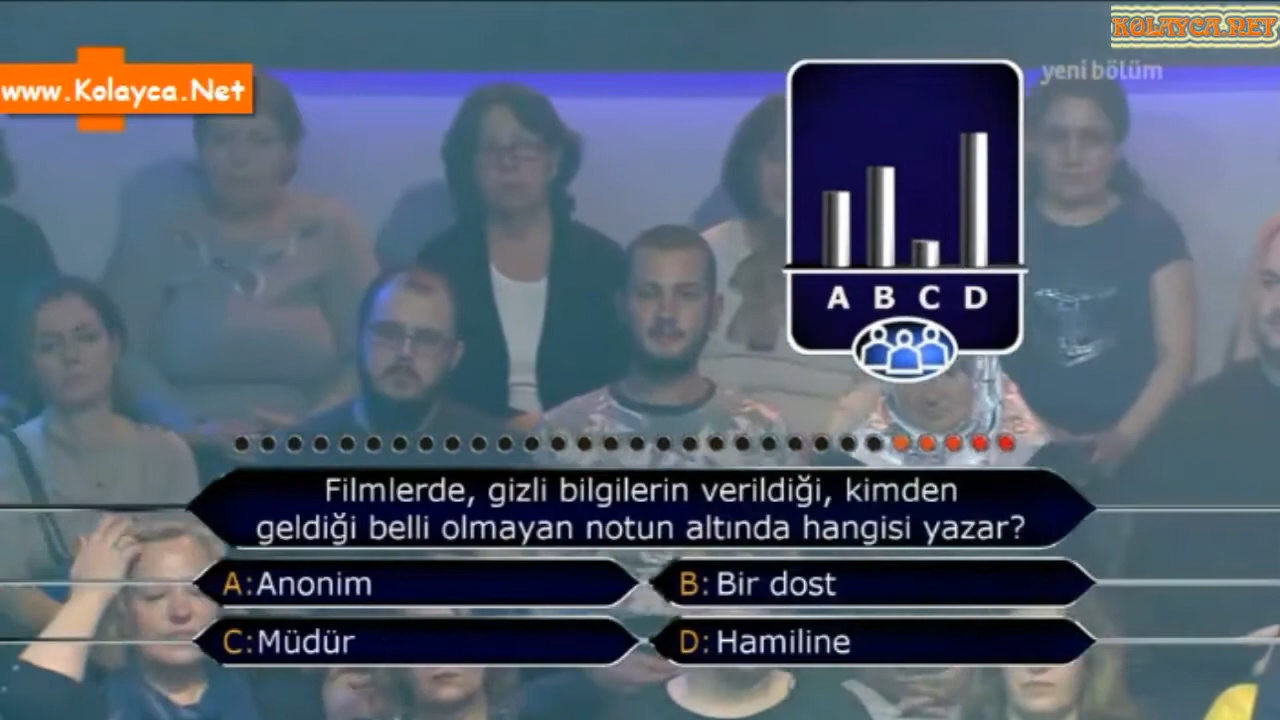 KOLAYCA.NET
www.Kolayca.Net
yeni bölüm
A B C D
Filmlerde, gizli bilgilerin verildiği, kimden
geldiği belli olmayan notun altında hangisi yazar?
A: Anonim
B: Bir dost
C: Müdür
D: Hamiline